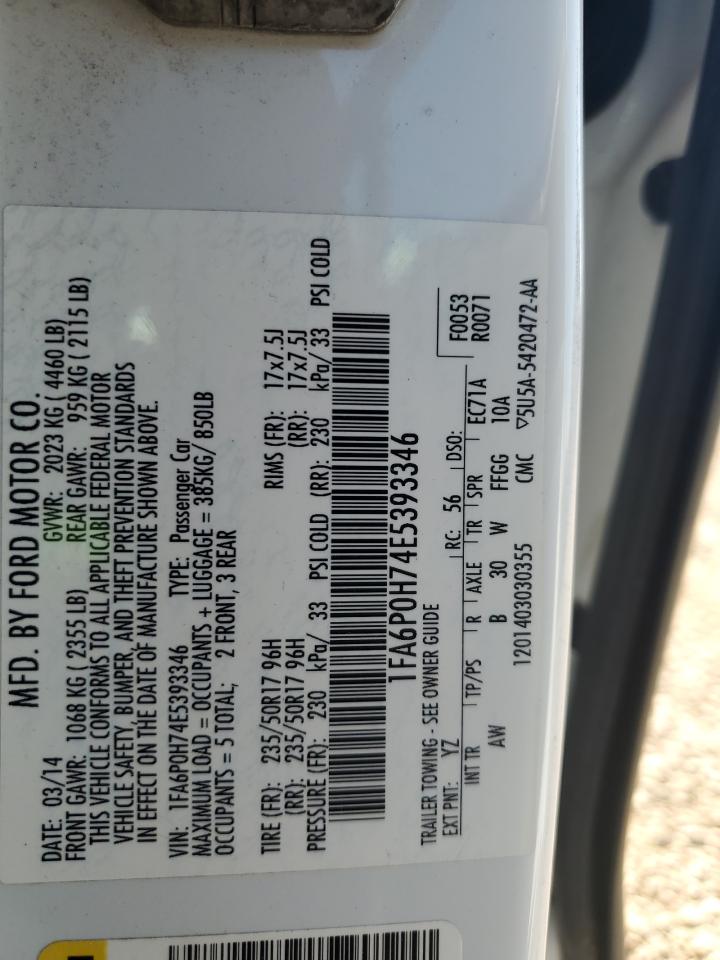 MFD. BY FORD MOTOR CO.
DATE: 03/14 GVWR: 2023 KG ( 4460 LB)
FRONT GAWR: 1068 KG ( 2355 LB) REAR GAWR: 959 KG ( 2115 LB)
THIS VEHICLE CONFORMS TO ALL APPLICABLE FEDERAL MOTOR
VEHICLE SAFETY, BUMPER, AND THEFT PREVENTION STANDARDS
IN EFFECT ON THE DATE OF MANUFACTURE SHOWN ABOVE.
VIN: 1FA6P0H74E5393346 TYPE: Passenger Car
MAXIMUM LOAD = OCCUPANTS + LUGGAGE = 385KG/ 850LB
OCCUPANTS = 5 TOTAL; 2 FRONT, 3 REAR
TIRE (FR): 235/50R17 96H RIMS (FR): 17x7.5J
(RR): 235/50R17 96H (RR): 17x7.5J
PRESSURE (FR): 230 kPa/ 33 PSI COLD (RR): 230 kPa/ 33 PSI COLD
1FA6P0H74E5393346
TRAILER TOWING - SEE OWNER GUIDE
EXT PNT: YZ RC: 56 DSO: F0053
R0071
INT TR TP/PS R AXLE TR SPR EC71A
AW B 30 W FFGG 10A
1201403030355 CMC ▽5U5A-5420472-AA